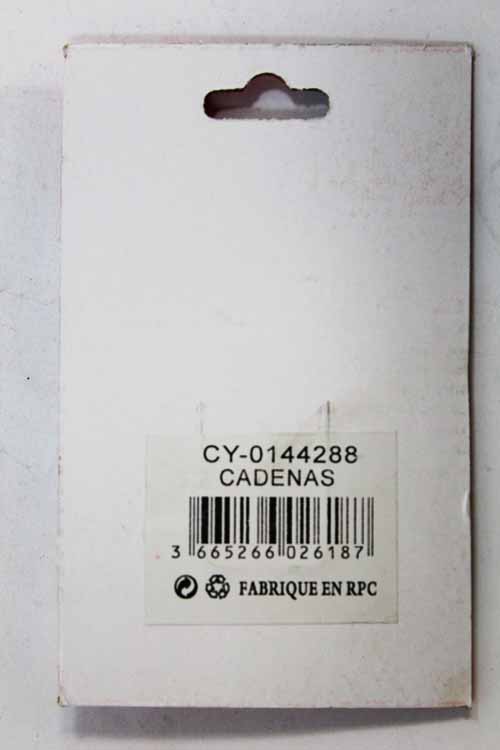 CY-0144288
CADENAS
3 665266 026187
FABRIQUE EN RPC